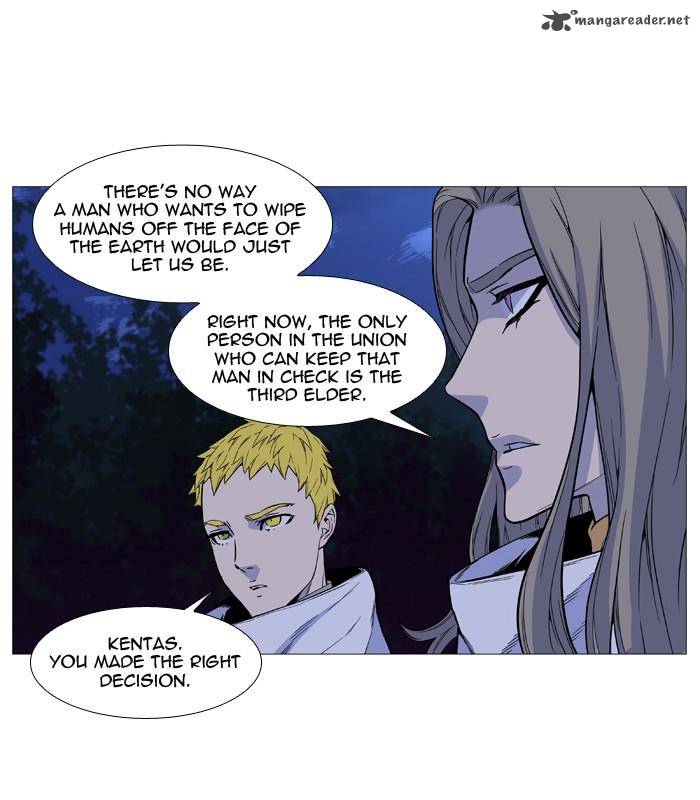 mangareader.net
THERE'S NO WAY
A MAN WHO WANTS TO WIPE
HUMANS OFF THE FACE OF
THE EARTH WOULD JUST
LET US BE.
RIGHT NOW, THE ONLY
PERSON IN THE UNION
WHO CAN KEEP THAT
MAN IN CHECK IS THE
THIRD ELDER.
KENTAS.
YOU MADE THE RIGHT
DECISION.